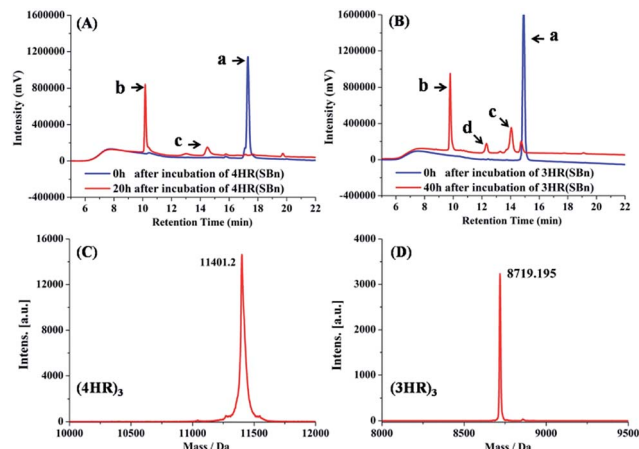 (A)
1600000
1200000
800000
400000
0
-400000
Intensity (mV)
a
b
c
0h after incubation of 4HR(SBn)
20h after incubation of 4HR(SBn)
6 8 10 12 14 16 18 20 22
Retention Time (min)
(B)
1600000
1200000
800000
400000
0
-400000
Intensity (mV)
a
b
c
d
0h after incubation of 3HR(SBn)
40h after incubation of 3HR(SBn)
6 8 10 12 14 16 18 20 22
Retention Time (min)
(C)
16000
12000
8000
4000
0
Intens. [a.u.]
11401.2
(4HR)3
10000 10500 11000 11500 12000
Mass / Da
(D)
4000
3000
2000
1000
0
Intens. [a.u.]
8719.195
(3HR)3
8000 8500 9000 9500
Mass / Da